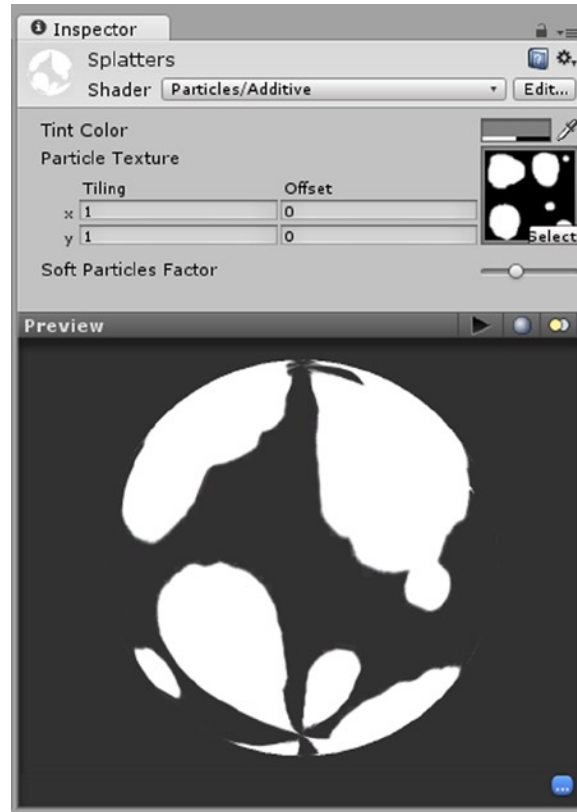 Inspector
Splatters
Shader Particles/Additive Edit...
Tint Color
Particle Texture
Tiling Offset
x 1 0
y 1 0
Select
Soft Particles Factor
Preview